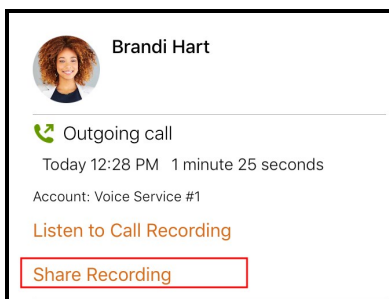 Brandi Hart
Outgoing call
Today 12:28 PM 1 minute 25 seconds
Account: Voice Service #1
Listen to Call Recording
Share Recording